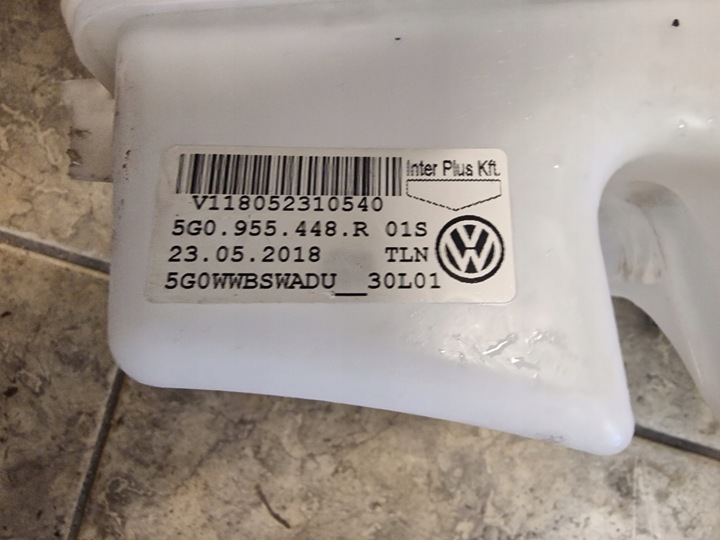 Inter Plus Kft.
V118052310540
5G0.955.448.R 01S
23.05.2018 TLN
5G0WWBSWADU__30L01